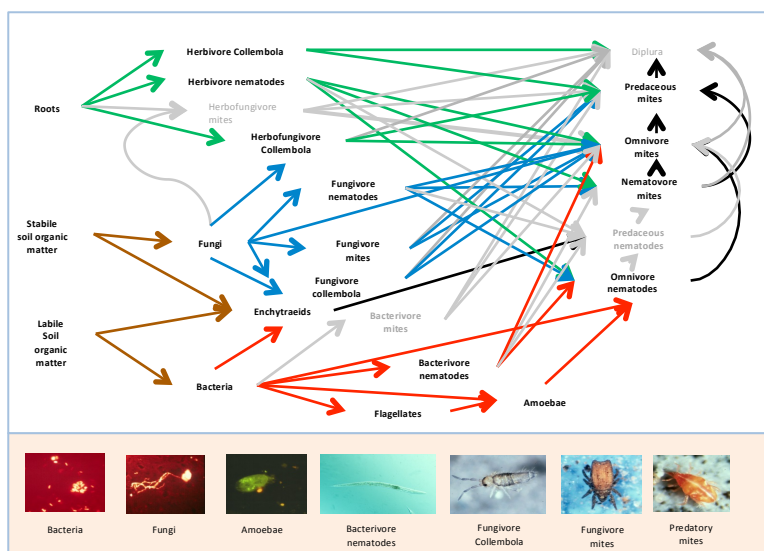 Herbivore Collembola
Herbivore nematodes
Roots
Herbofungivore
mites
Herbofungivore
Collembola
Fungivore
nematodes
Stabile
soil organic
matter
Fungi
Fungivore
mites
Fungivore
collembola
Enchytraeids
Labile
Soil
organic
matter
Bacterivore
mites
Bacteria
Bacterivore
nematodes
Flagellates
Amoebae
Diplura
Predaceous
mites
Omnivore
mites
Nematovore
mites
Predaceous
nematodes
Omnivore
nematodes
Bacteria
Fungi
Amoebae
Bacterivore
nematodes
Fungivore
Collembola
Fungivore
mites
Predatory
mites